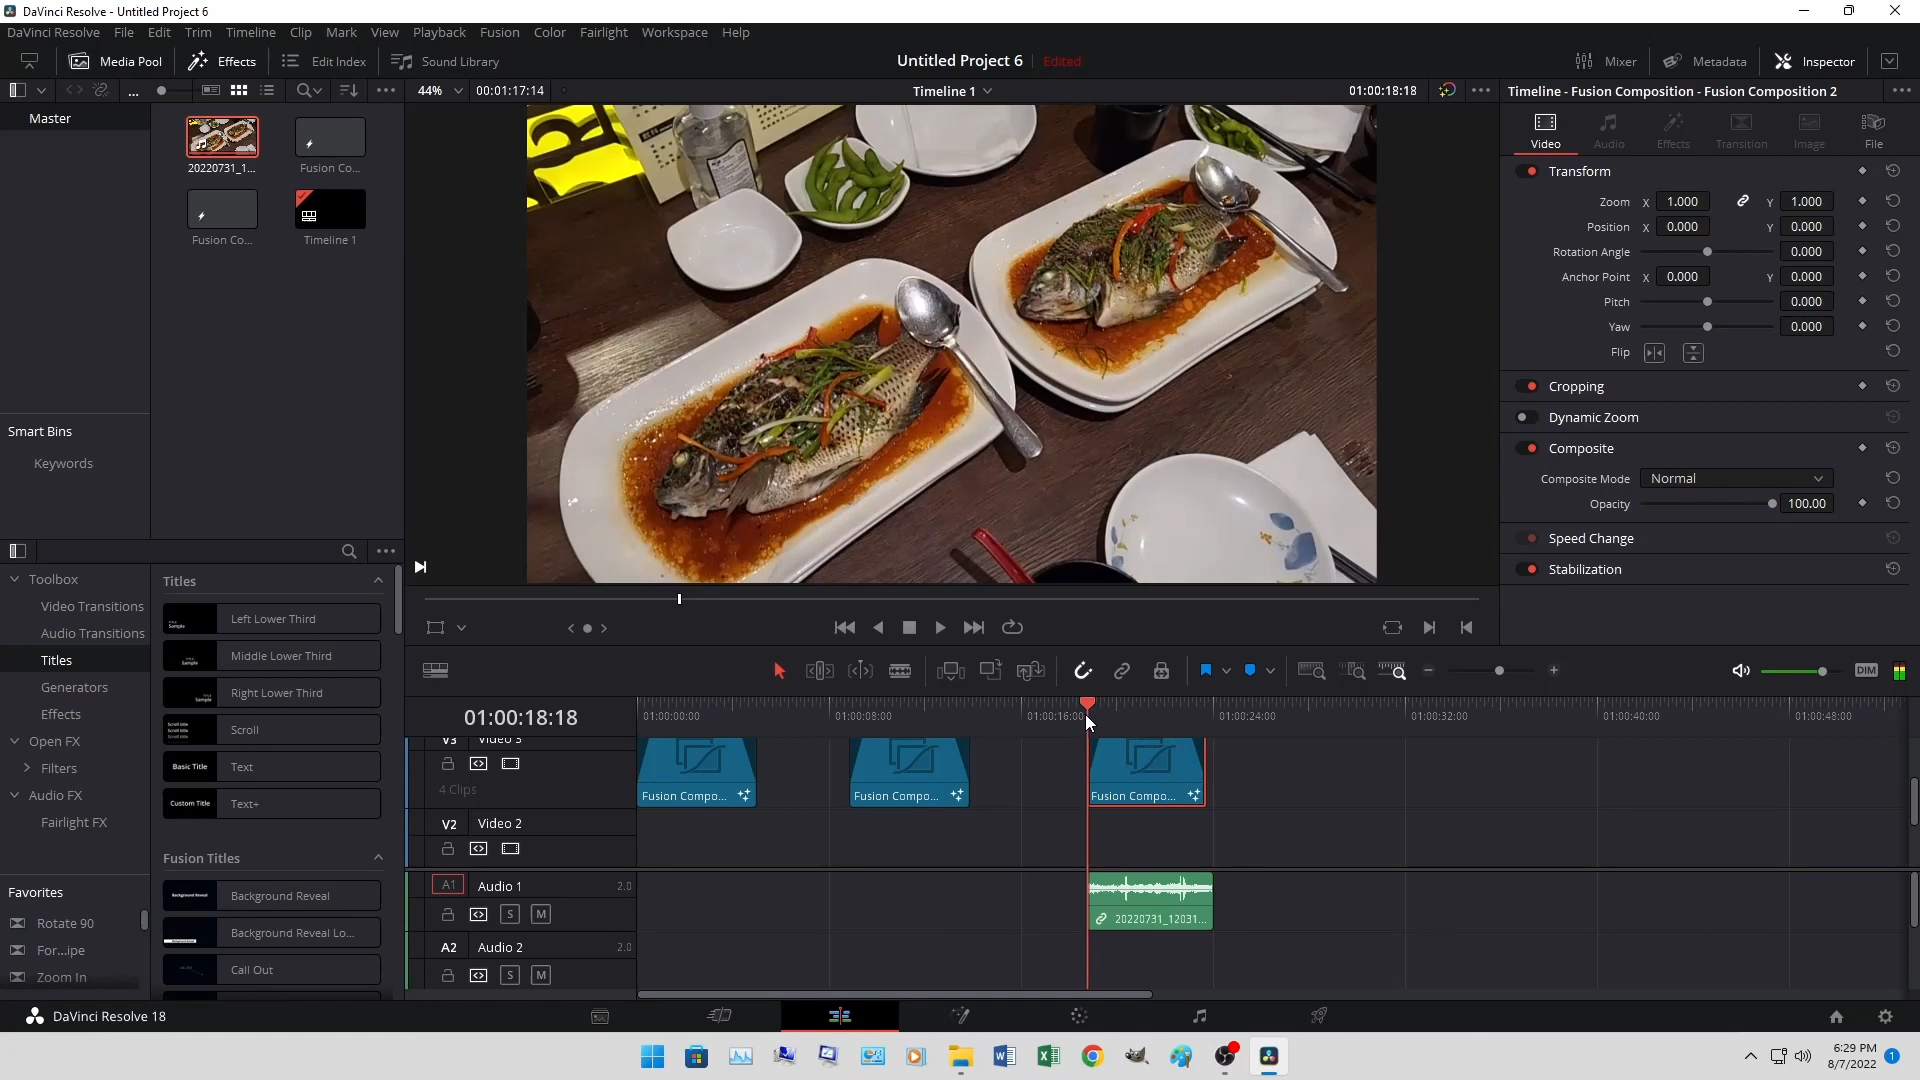 DaVinci Resolve - Untitled Project 6
DaVinci Resolve File Edit Trim Timeline Clip Mark View Playback Fusion Color Fairlight Workspace Help
Media Pool Effects Edit Index Sound Library Untitled Project 6 Edited Mixer Metadata Inspector
... 44% 00:01:17:14 Timeline 1 01:00:18:18 Timeline - Fusion Composition - Fusion Composition 2
Master
20220731_1... Fusion Co...
Fusion Co... Timeline 1
Smart Bins
Keywords
Video Audio Effects Transition Image File
Transform
Zoom X 1.000 Y 1.000
Position X 0.000 Y 0.000
Rotation Angle 0.000
Anchor Point X 0.000 Y 0.000
Pitch 0.000
Yaw 0.000
Flip
Cropping
Dynamic Zoom
Composite
Composite Mode Normal
Opacity 100.00
Speed Change
Stabilization
Toolbox
Video Transitions
Audio Transitions
Titles
Generators
Effects
Open FX
Filters
Audio FX
Fairlight FX
Favorites
Rotate 90
For...ipe
Zoom In
Titles
Left Lower Third
Middle Lower Third
Right Lower Third
Scroll
Basic Title Text
Custom Title Text+
Fusion Titles
Background Reveal Background Reveal
Background Reveal Lo...
Call Out
DIM
01:00:18:18 01:00:00:00 01:00:08:00 01:00:16:00 01:00:24:00 01:00:32:00 01:00:40:00 01:00:48:00
V3 Video 3
4 Clips
Fusion Compo... Fusion Compo... Fusion Compo...
V2 Video 2
A1 Audio 1 2.0
S M
20220731_12031...
A2 Audio 2 2.0
S M
DaVinci Resolve 18
6:29 PM
8/7/2022
1